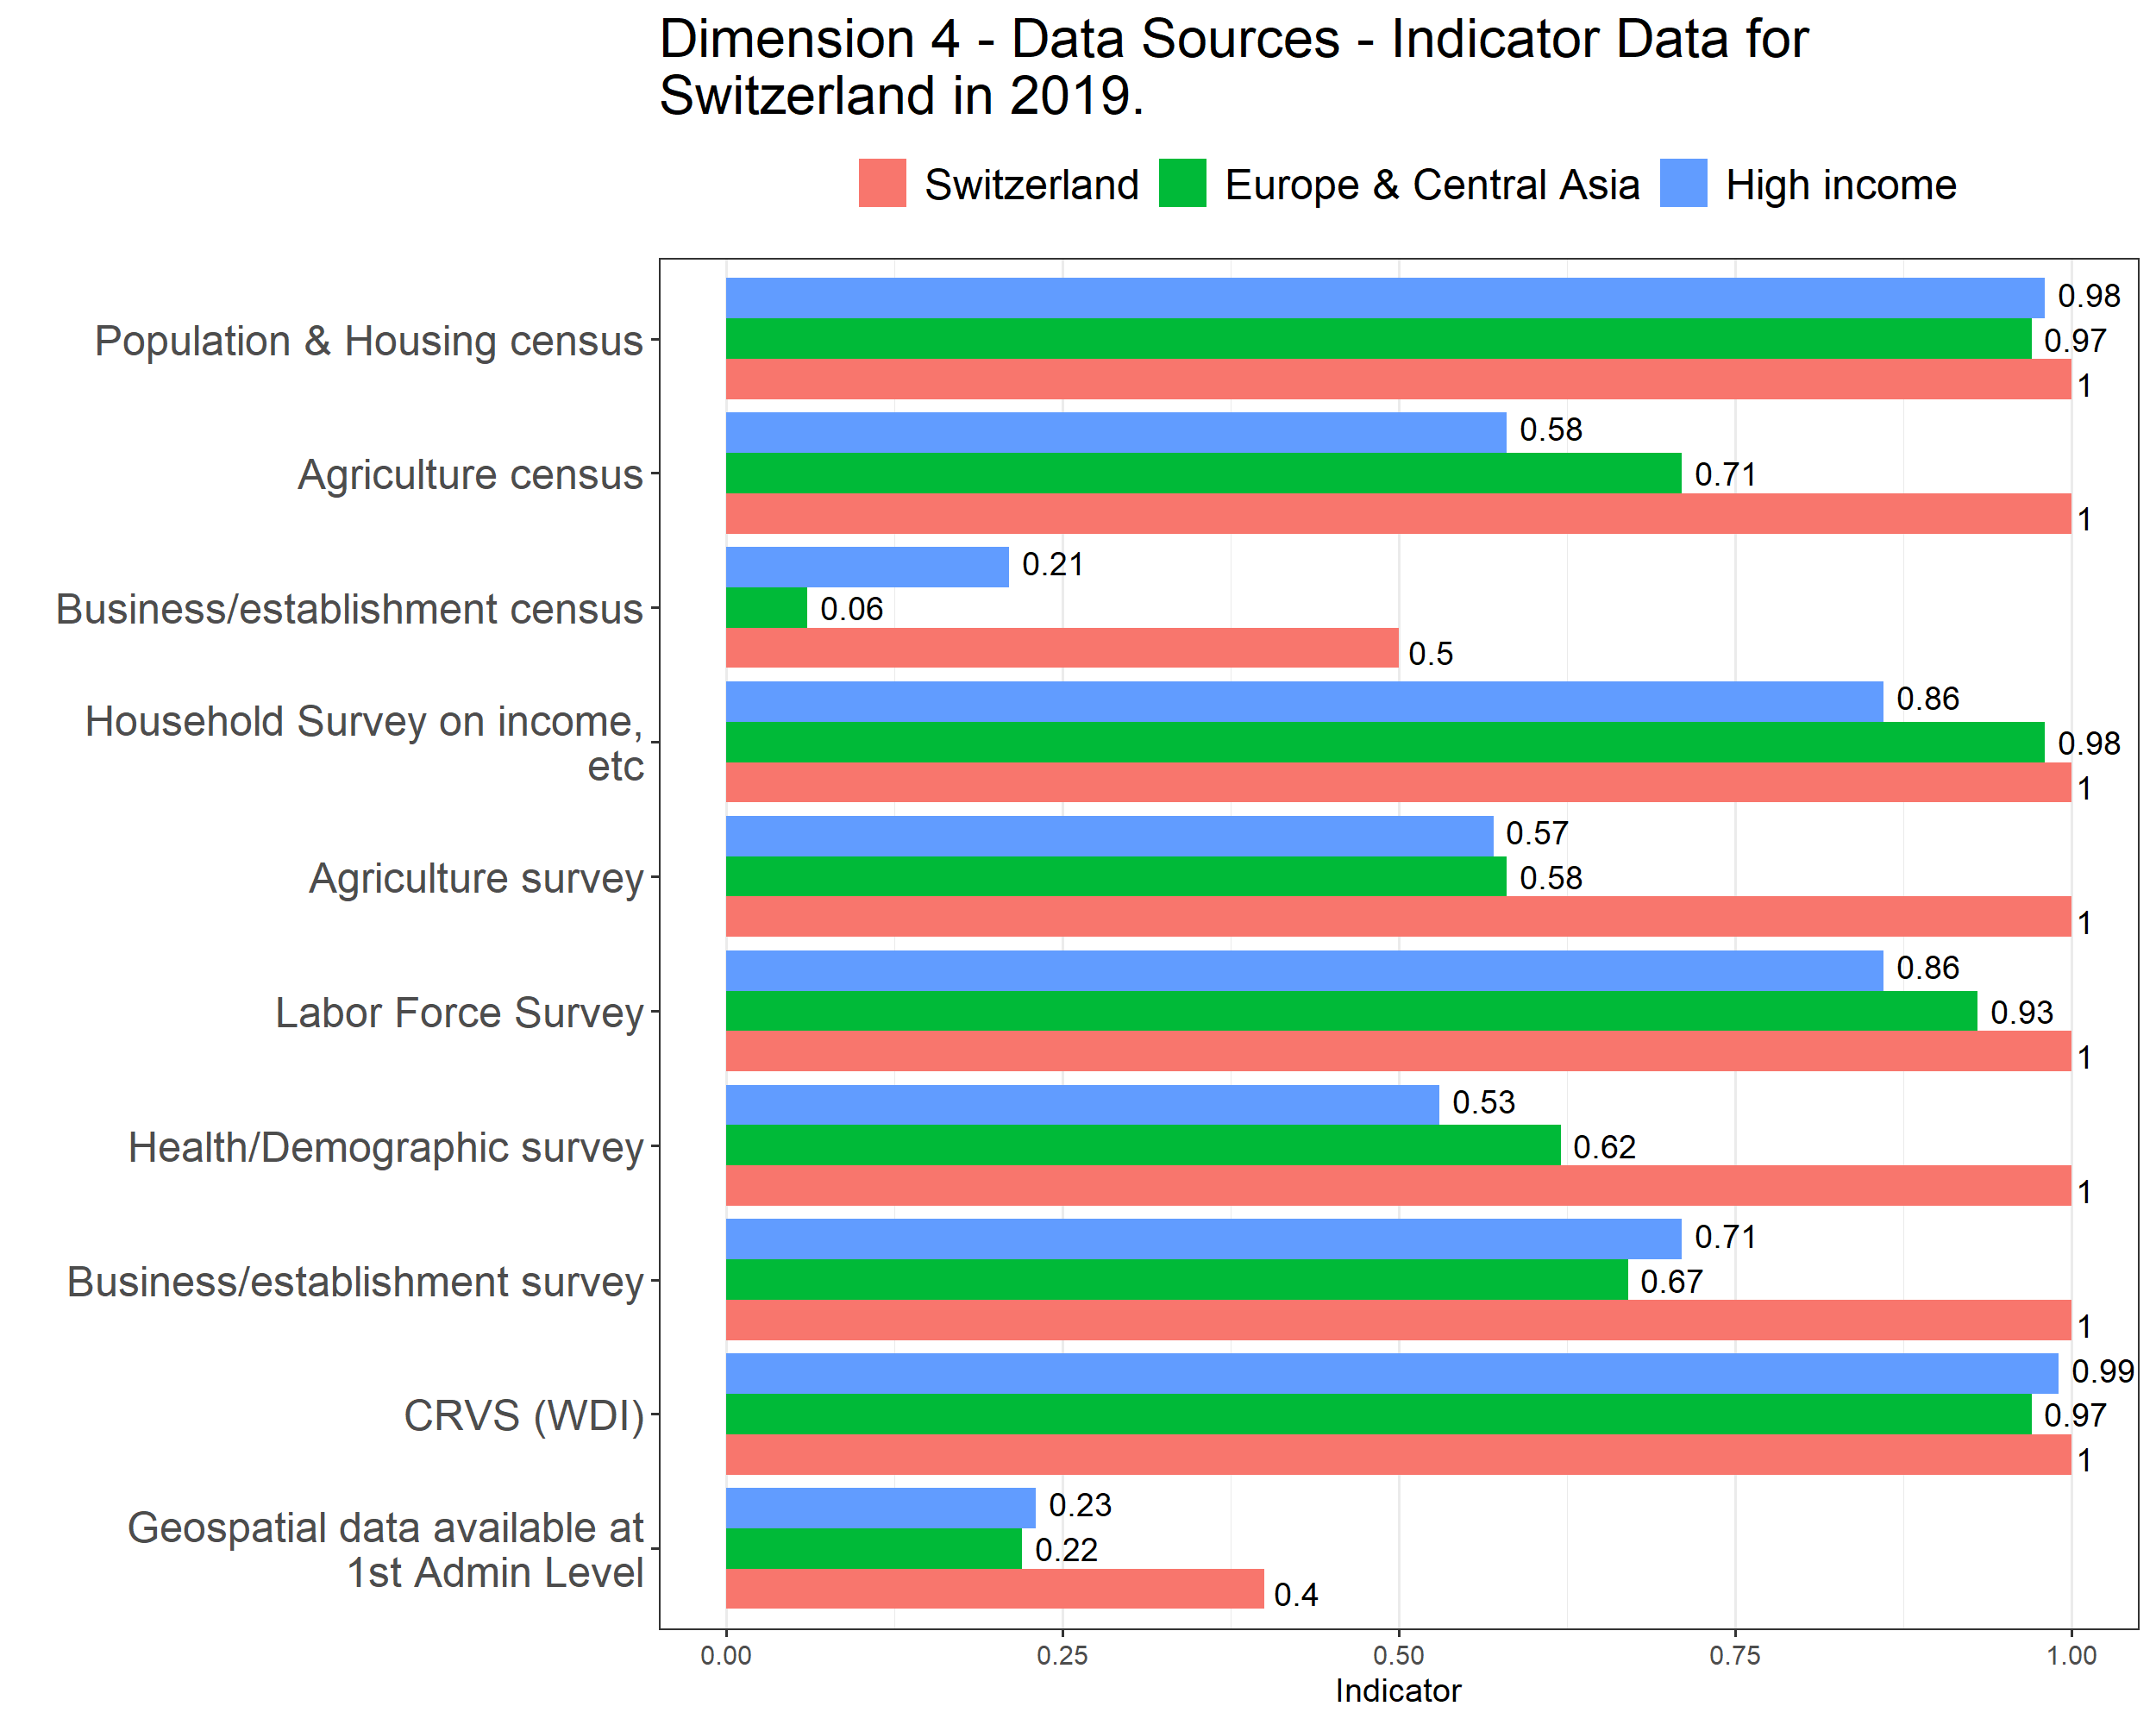 Dimension 4 - Data Sources - Indicator Data for
Switzerland in 2019.
Switzerland Europe & Central Asia High income
Population & Housing census
0.98
0.97
1
Agriculture census
0.58
0.71
1
Business/establishment census
0.21
0.06
0.5
Household Survey on income,
etc
0.86
0.98
1
Agriculture survey
0.57
0.58
1
Labor Force Survey
0.86
0.93
1
Health/Demographic survey
0.53
0.62
1
Business/establishment survey
0.71
0.67
1
CRVS (WDI)
0.99
0.97
1
Geospatial data available at
1st Admin Level
0.23
0.22
0.4
0.00 0.25 0.50 0.75 1.00
Indicator